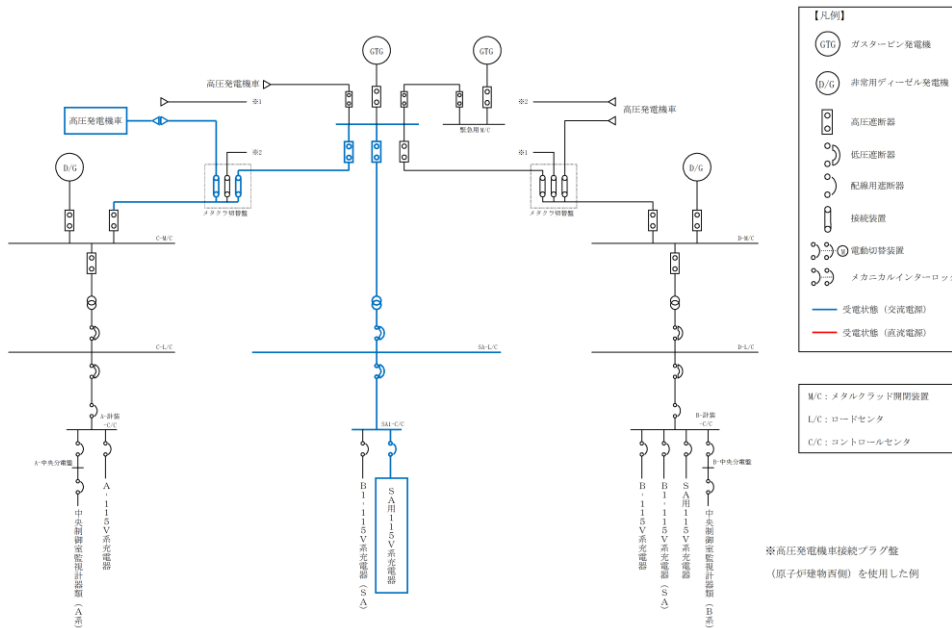 GTG
GTG
高圧発電機車
※1
※2
高圧発電機車
高圧発電機車
緊急用M/C
D/G
※2
※1
D/G
メタクラ切替盤
メタクラ切替盤
C-M/C
D-M/C
C-L/C
SA-L/C
D-L/C
A-計装
-C/C
SA1-C/C
B-計装
-C/C
A-中央分電盤
B-中央分電盤
中央制御室監視計器類(A系)
A-115V系充電器
B1-115V系充電器(SA)
SA用115V系充電器
B-115V系充電器
B1-115V系充電器(SA)
SA用115V系充電器
中央制御室監視計器類(B系)
【凡例】
GTG ガスタービン発電機
D/G 非常用ディーゼル発電機
高圧遮断器
低圧遮断器
配線用遮断器
接続装置
M 電動切替装置
メカニカルインターロック
受電状態(交流電源)
受電状態(直流電源)
M/C:メタルクラッド開閉装置
L/C:ロードセンタ
C/C:コントロールセンタ
※高圧発電機車接続プラグ盤
(原子炉建物西側)を使用した例